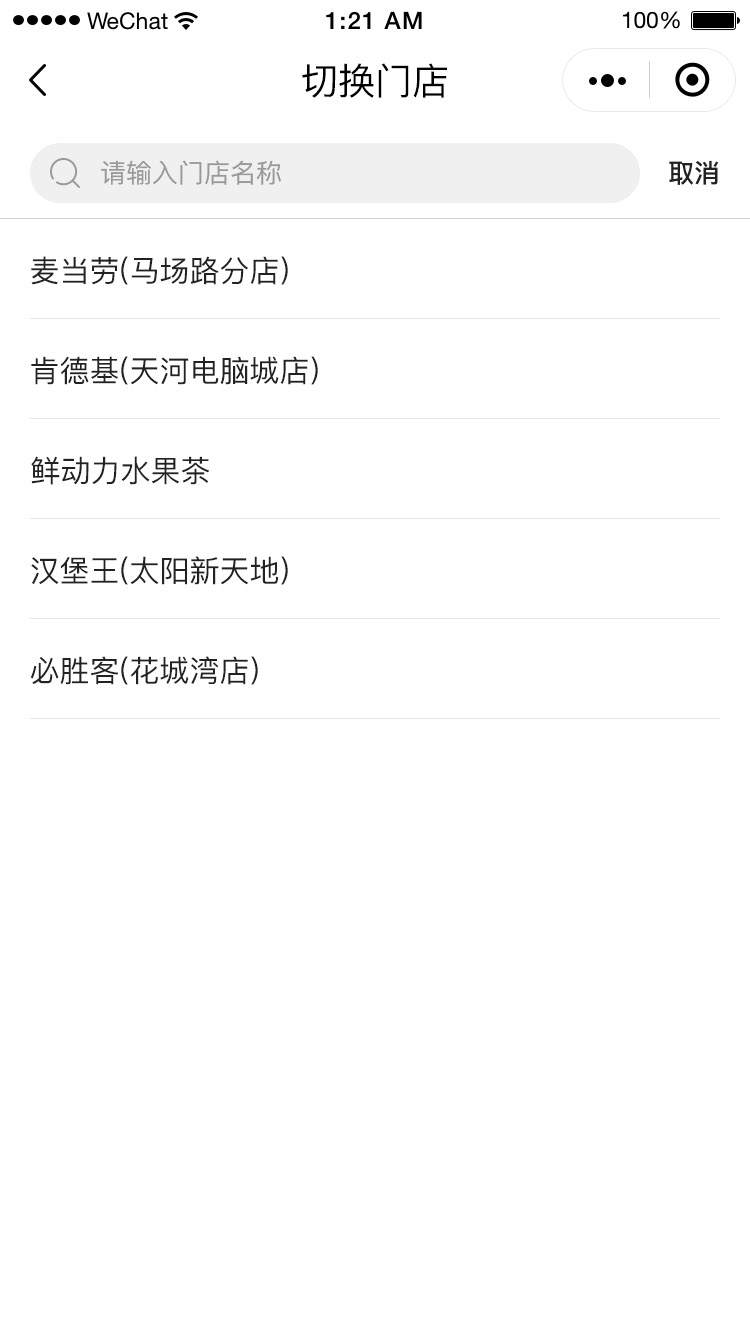 WeChat 1:21 AM 100%
切换门店
请输入门店名称 取消
麦当劳(马场路分店)
肯德基(天河电脑城店)
鲜动力水果茶
汉堡王(太阳新天地)
必胜客(花城湾店)